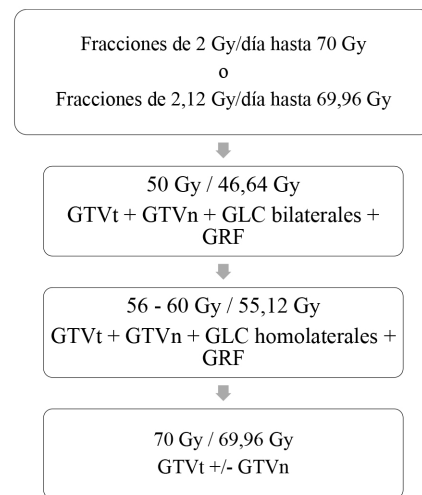 Fracciones de 2 Gy/día hasta 70 Gy
o
Fracciones de 2,12 Gy/día hasta 69,96 Gy
50 Gy / 46,64 Gy
GTVt + GTVn + GLC bilaterales +
GRF
56 - 60 Gy / 55,12 Gy
GTVt + GTVn + GLC homolaterales +
GRF
70 Gy / 69,96 Gy
GTVt +/- GTVn